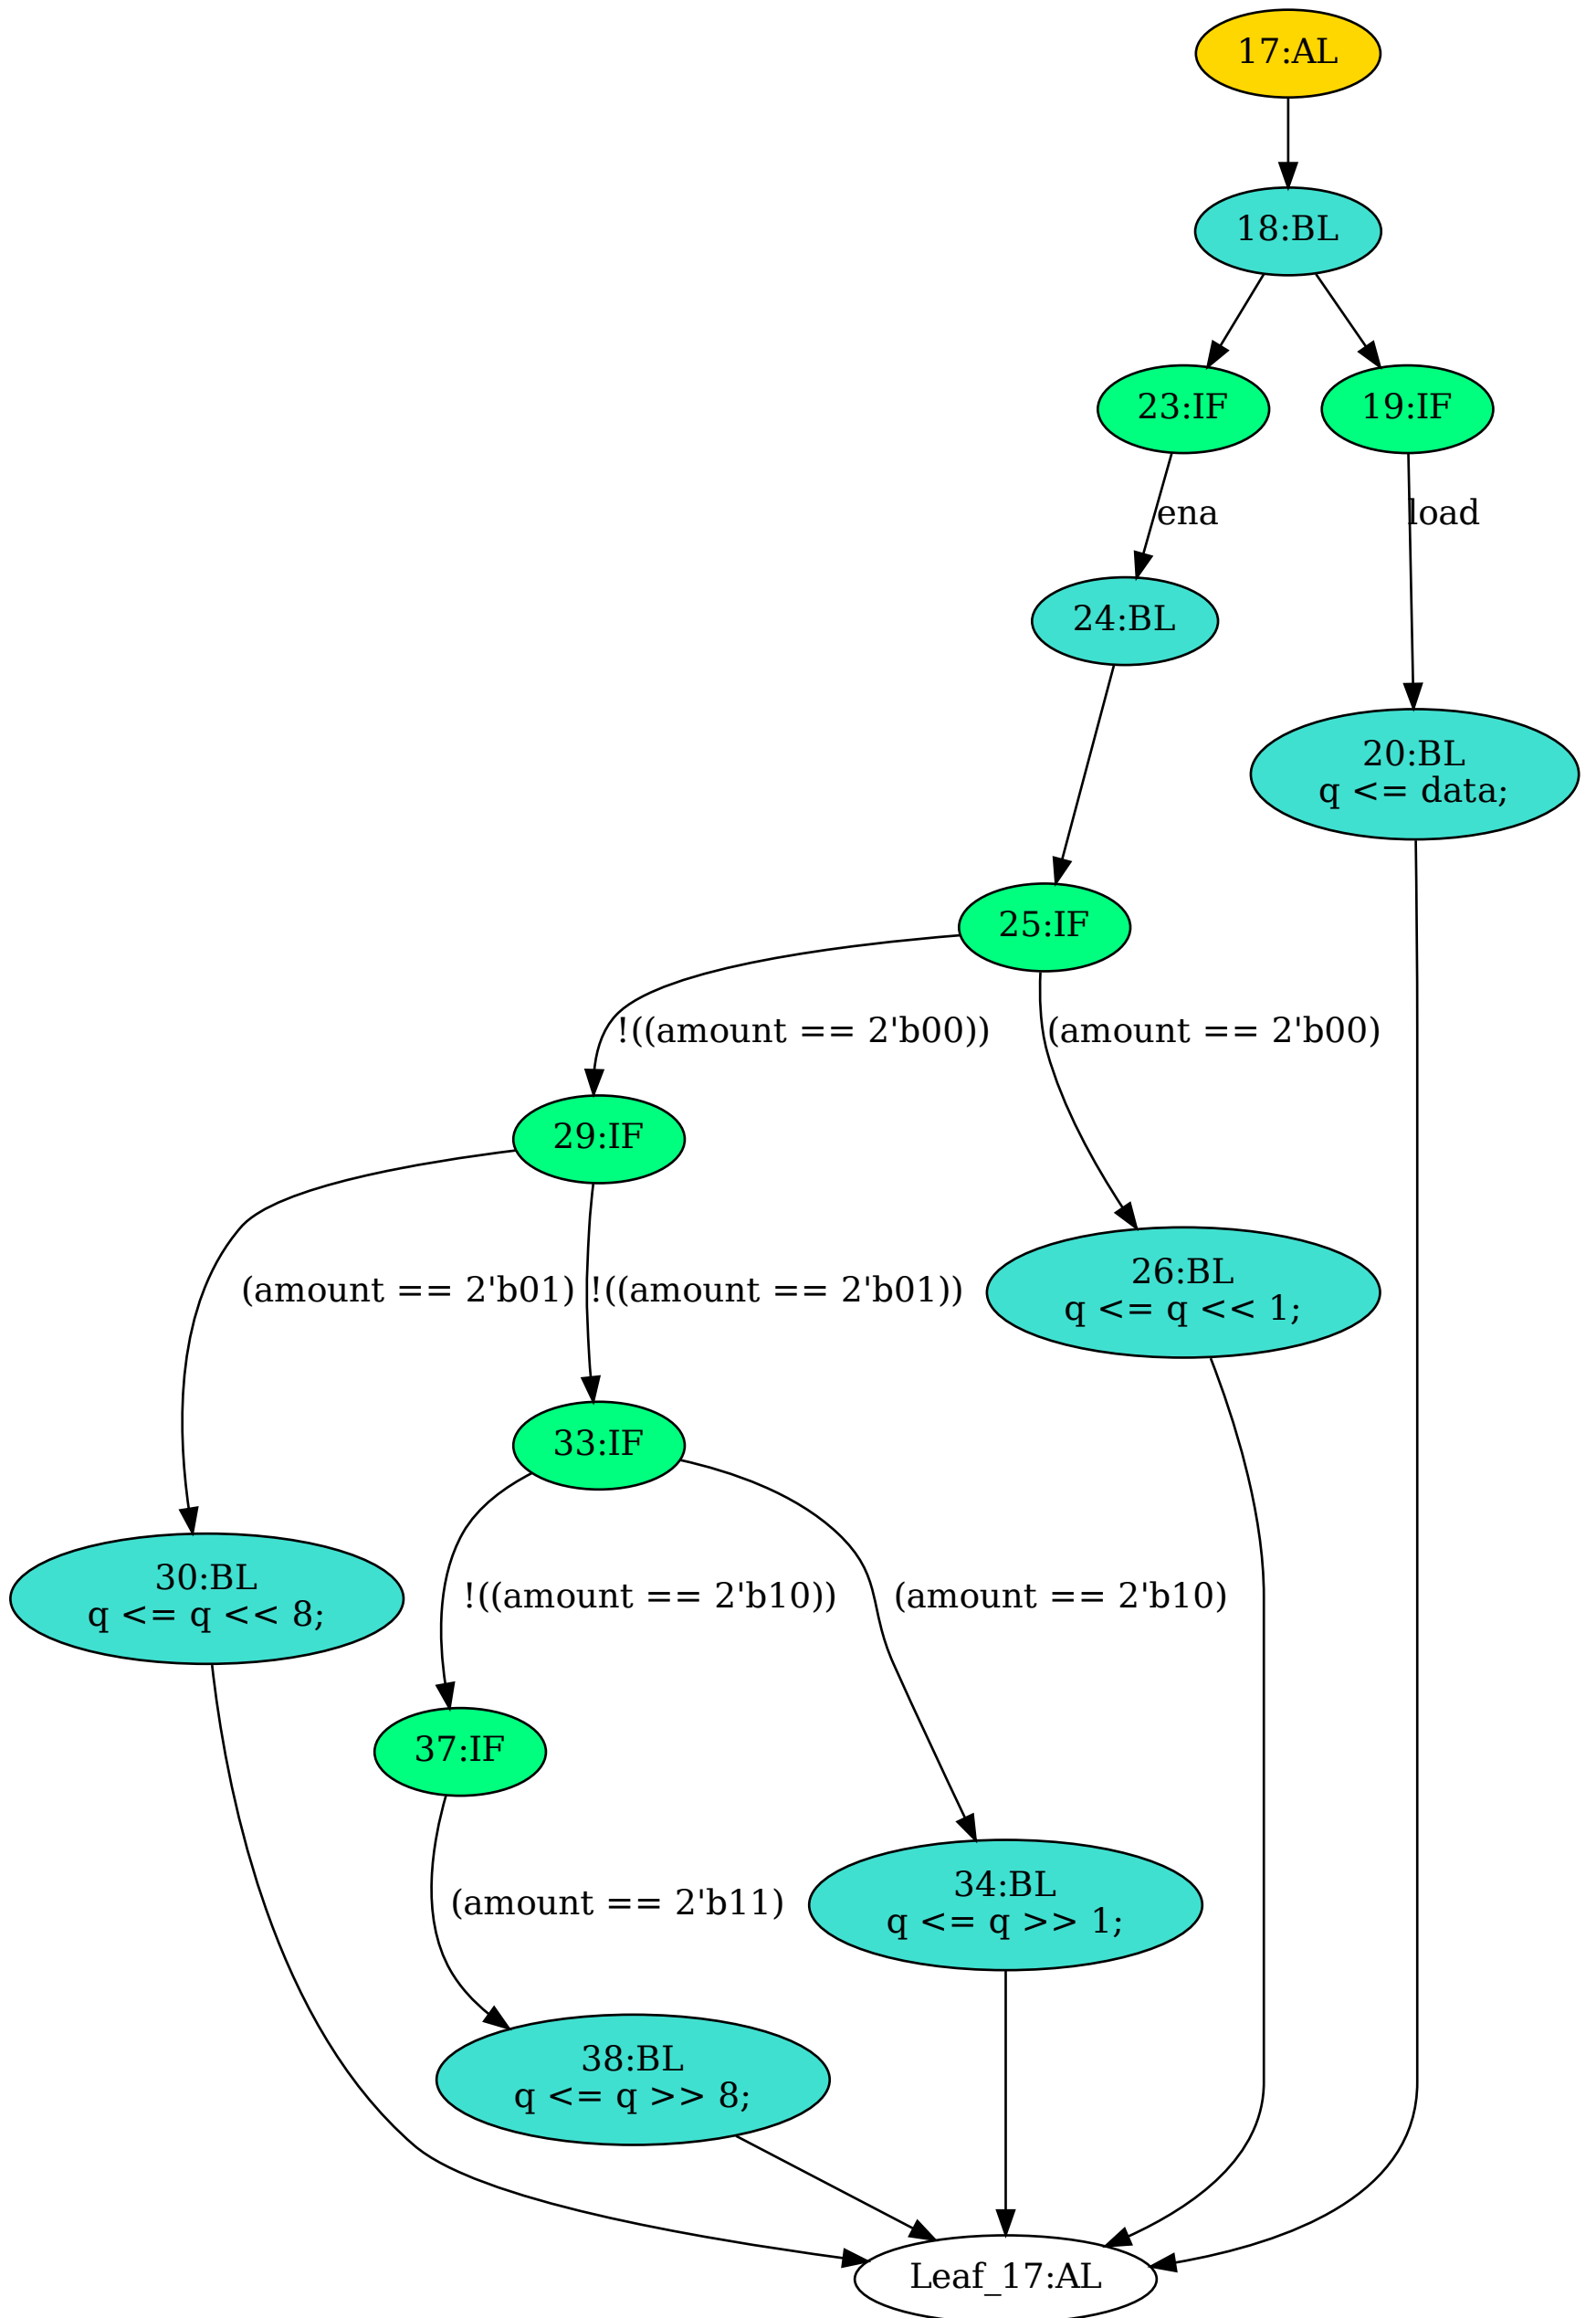 17:AL
18:BL
23:IF
19:IF
ena
load
24:BL
20:BL
q <= data;
25:IF
!((amount == 2'b00))
(amount == 2'b00)
29:IF
(amount == 2'b01)
!((amount == 2'b01))
26:BL
q <= q << 1;
33:IF
30:BL
q <= q << 8;
!((amount == 2'b10))
(amount == 2'b10)
37:IF
(amount == 2'b11)
34:BL
q <= q >> 1;
38:BL
q <= q >> 8;
Leaf_17:AL